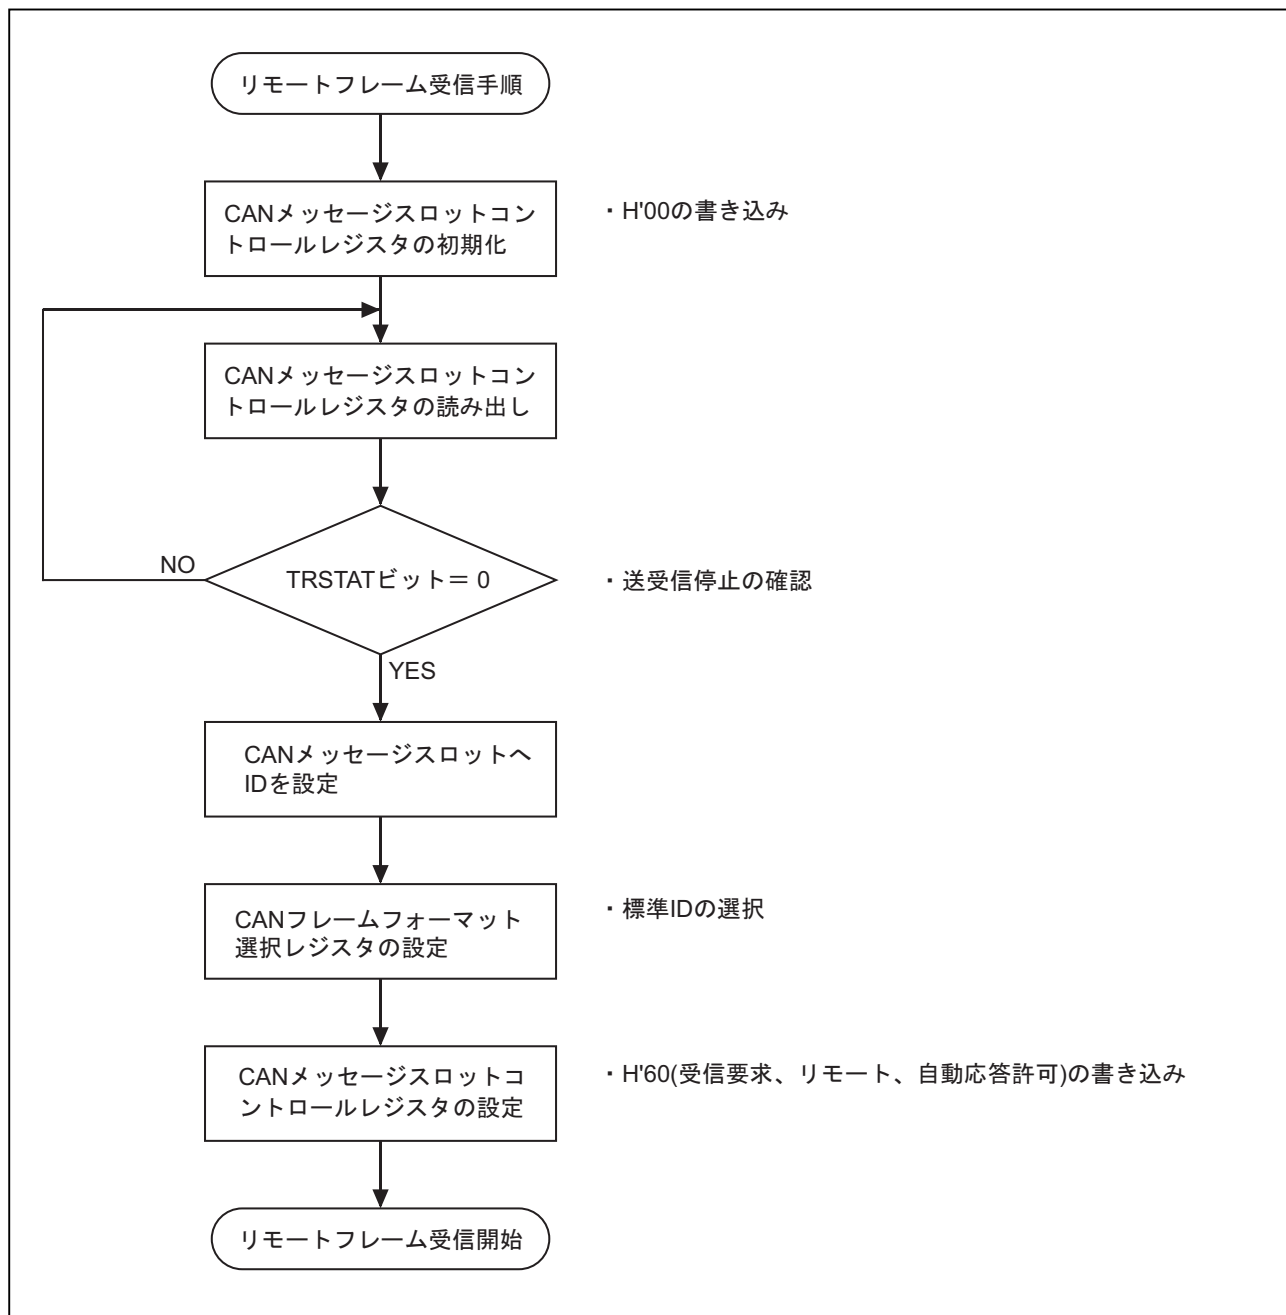 リモートフレーム受信手順
CANメッセージスロットコン
トロールレジスタの初期化
・H'00の書き込み
CANメッセージスロットコン
トロールレジスタの読み出し
NO
TRSTATビット＝ 0
・送受信停止の確認
YES
CANメッセージスロットへ
IDを設定
CANフレームフォーマット
選択レジスタの設定
・標準IDの選択
CANメッセージスロットコ
ントロールレジスタの設定
・H'60(受信要求、リモート、自動応答許可)の書き込み
リモートフレーム受信開始